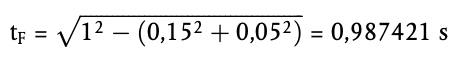 t_F = √(1² − (0,15² + 0,05²)) = 0,987421 s